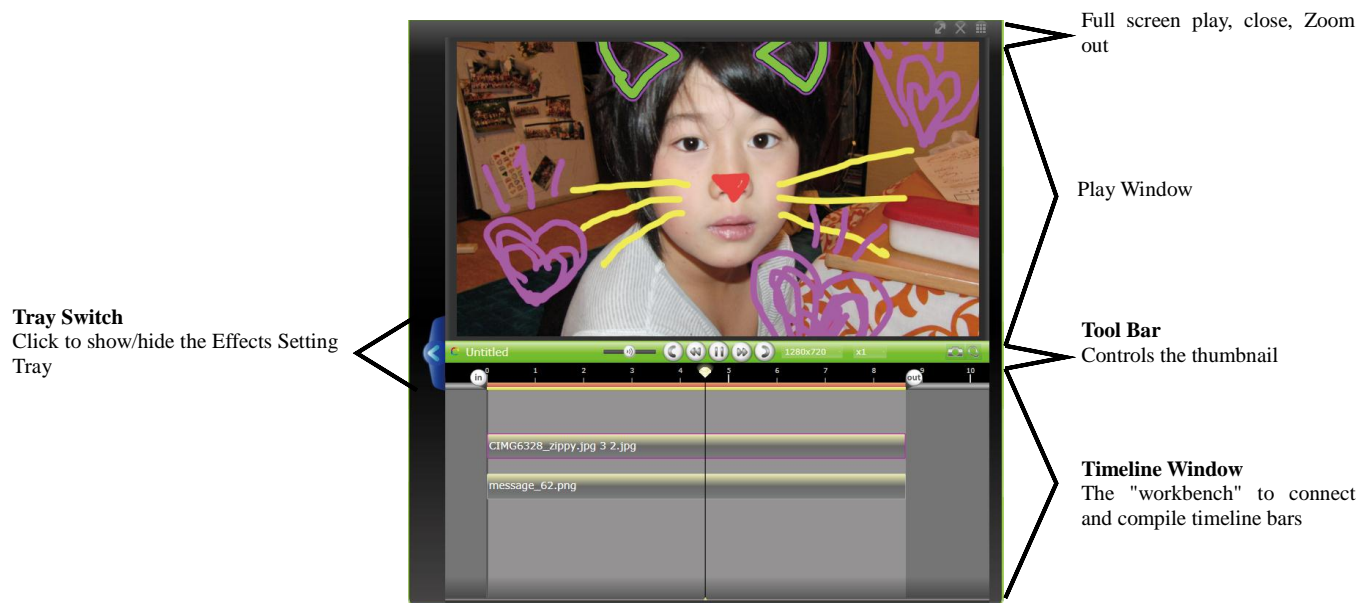 Full screen play, close, Zoom
out
Play Window
Tray Switch
Click to show/hide the Effects Setting
Tray
Untitled
1280x720
x1
Tool Bar
Controls the thumbnail
in
0 1 2 3 4 5 6 7 8 9 10
out
CIMG6328_zippy.jpg 3 2.jpg
message_62.png
Timeline Window
The "workbench" to connect
and compile timeline bars